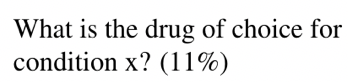 What is the drug of choice for
condition x? (11%)